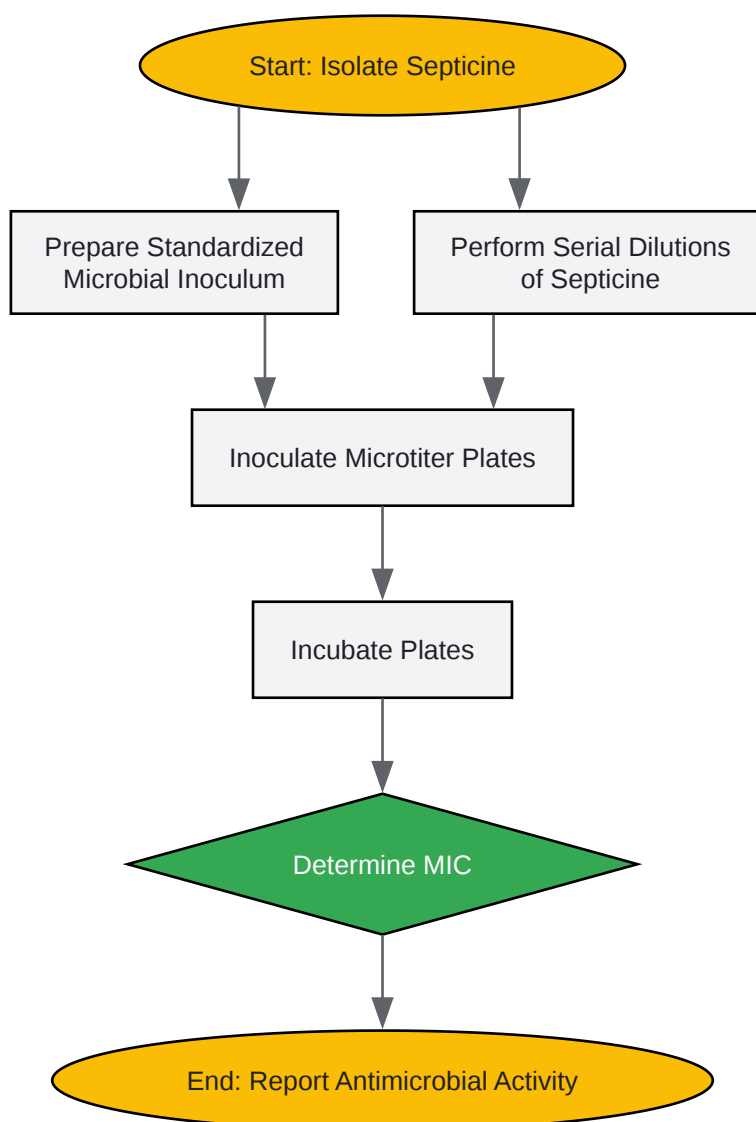 Start: Isolate Septicine
Prepare Standardized
Microbial Inoculum
Perform Serial Dilutions
of Septicine
Inoculate Microtiter Plates
Incubate Plates
Determine MIC
End: Report Antimicrobial Activity